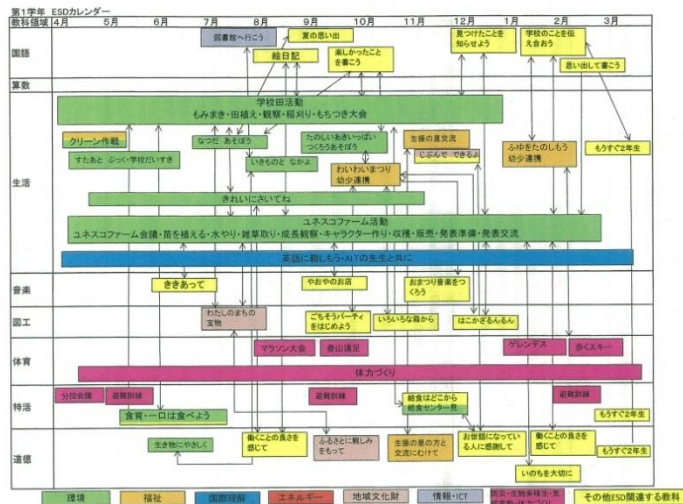 第1学年 ESDカレンダー
教科領域 4月 5月 6月 7月 8月 9月 10月 11月 12月 1月 2月 3月
国語
図書館へ行こう
夏の思い出
絵日記
楽しかったこと
を書こう
見つけたこと
を知らせよう
学校のことを伝
え合おう
思い出して書こう
算数
生活
学校田活動
もみまき・田植え・観察・稲刈り・もちつき大会
クリーン作戦
すたあと ぶっく・学校だいすき
なつだ あそぼう
いきものと なかよし
たのしいあきいっぱい
つくろうあそぼう
わいわいまつり
幼少連携
生振の里交流
じぶんで できるよ
ふゆをたのしもう
幼少連携
もうすぐ2年生
きれいにさいてね
ユネスコファーム活動
ユネスコファーム会議・苗を植える・水やり・雑草取り・成長観察・キャラクター作り・収穫・販売・発表準備・発表交流
英語に親しもう・ALTの先生と共に
音楽
ききあって
やおやのお店
おまつり音楽をつ
くろう
図工
わたしのまちの
宝物
ごちそうパーティ
をはじめよう
いろいろな箱から
はこかざるんるん
体育
マラソン大会
登山遠足
ゲレンデス
歩くスキー
体力づくり
特活
分団会議
避難訓練
食育・一口は食べよう
避難訓練
給食はどこから
給食センター発
避難訓練
もうすぐ2年生
道徳
生き物にやさしく
働くことの良さを
感じて
ふるさとに親しみ
をもって
生振の里の方と
交流にむけて
お世話になってい
る人に感謝して
働くことの良さを
感じて
いのちを大切に
もうすぐ2年生
環境
福祉
国際理解
エネルギー
地域文化財
情報・ICT
防災・生物多様性・気
候変動・体力づくり
その他ESD関連する教科